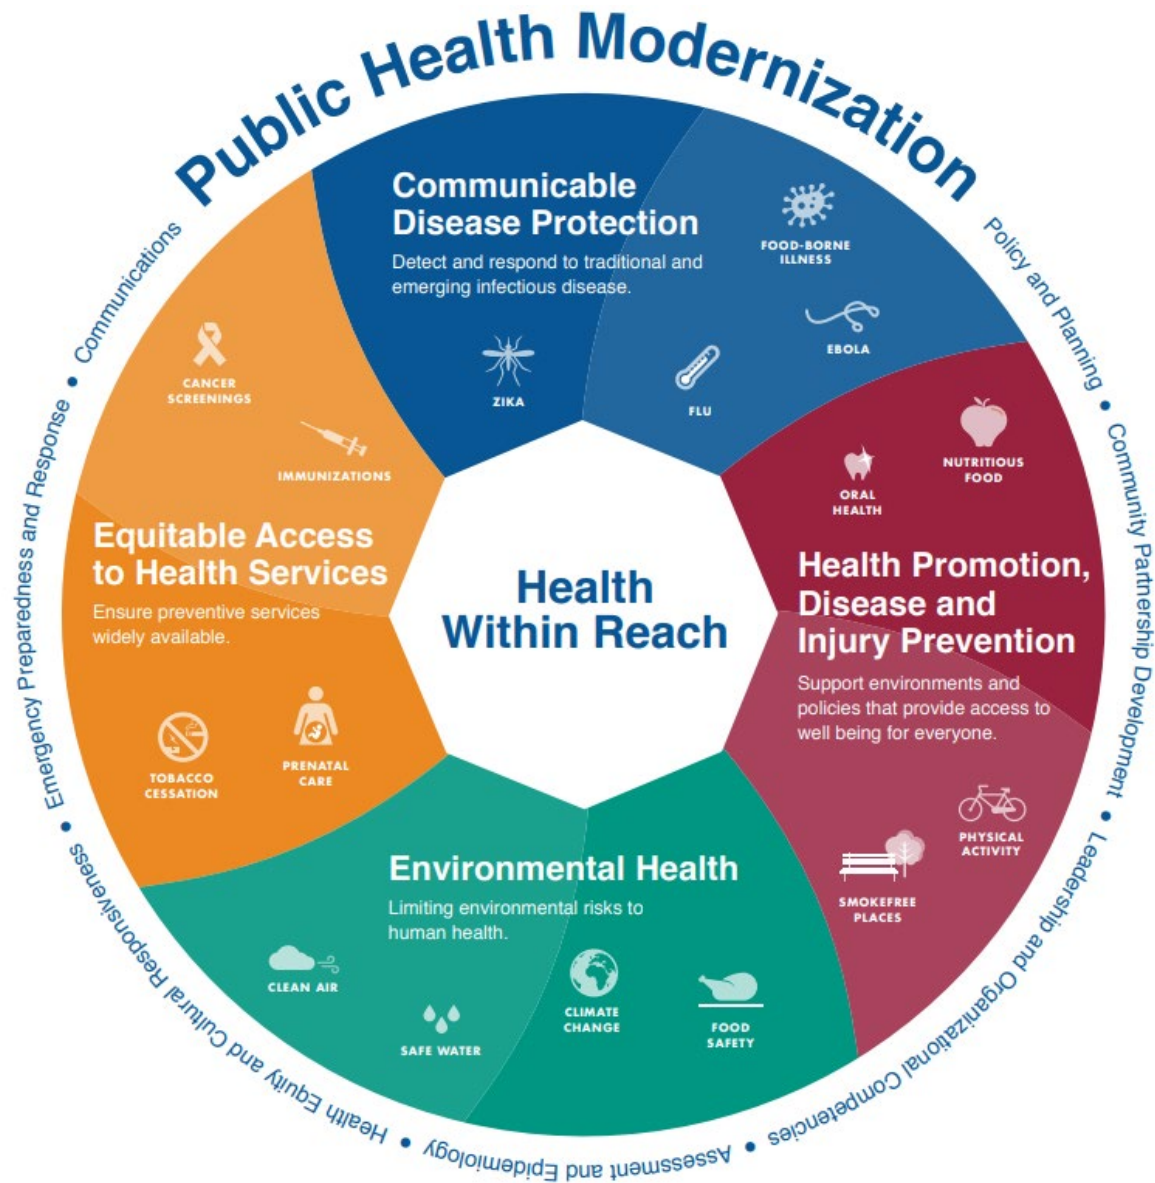 Public Health Modernization
Communicable
Disease Protection
Detect and respond to traditional and
emerging infectious disease.
ZIKA
FLU
FOOD-BORNE
ILLNESS
EBOLA
ORAL
HEALTH
NUTRITIOUS
FOOD
Health Promotion,
Disease and
Injury Prevention
Support environments and
policies that provide access to
well being for everyone.
PHYSICAL
ACTIVITY
SMOKEFREE
PLACES
Environmental Health
Limiting environmental risks to
human health.
CLEAN AIR
SAFE WATER
CLIMATE
CHANGE
FOOD
SAFETY
Equitable Access
to Health Services
Ensure preventive services
widely available.
CANCER
SCREENINGS
IMMUNIZATIONS
TOBACCO
CESSATION
PRENATAL
CARE
Health
Within Reach
Policy and Planning • Community Partnership Development • Leadership and Organizational Competencies • Assessment and Epidemiology • Health Equity and Cultural Responsiveness • Emergency Preparedness and Response • Communications